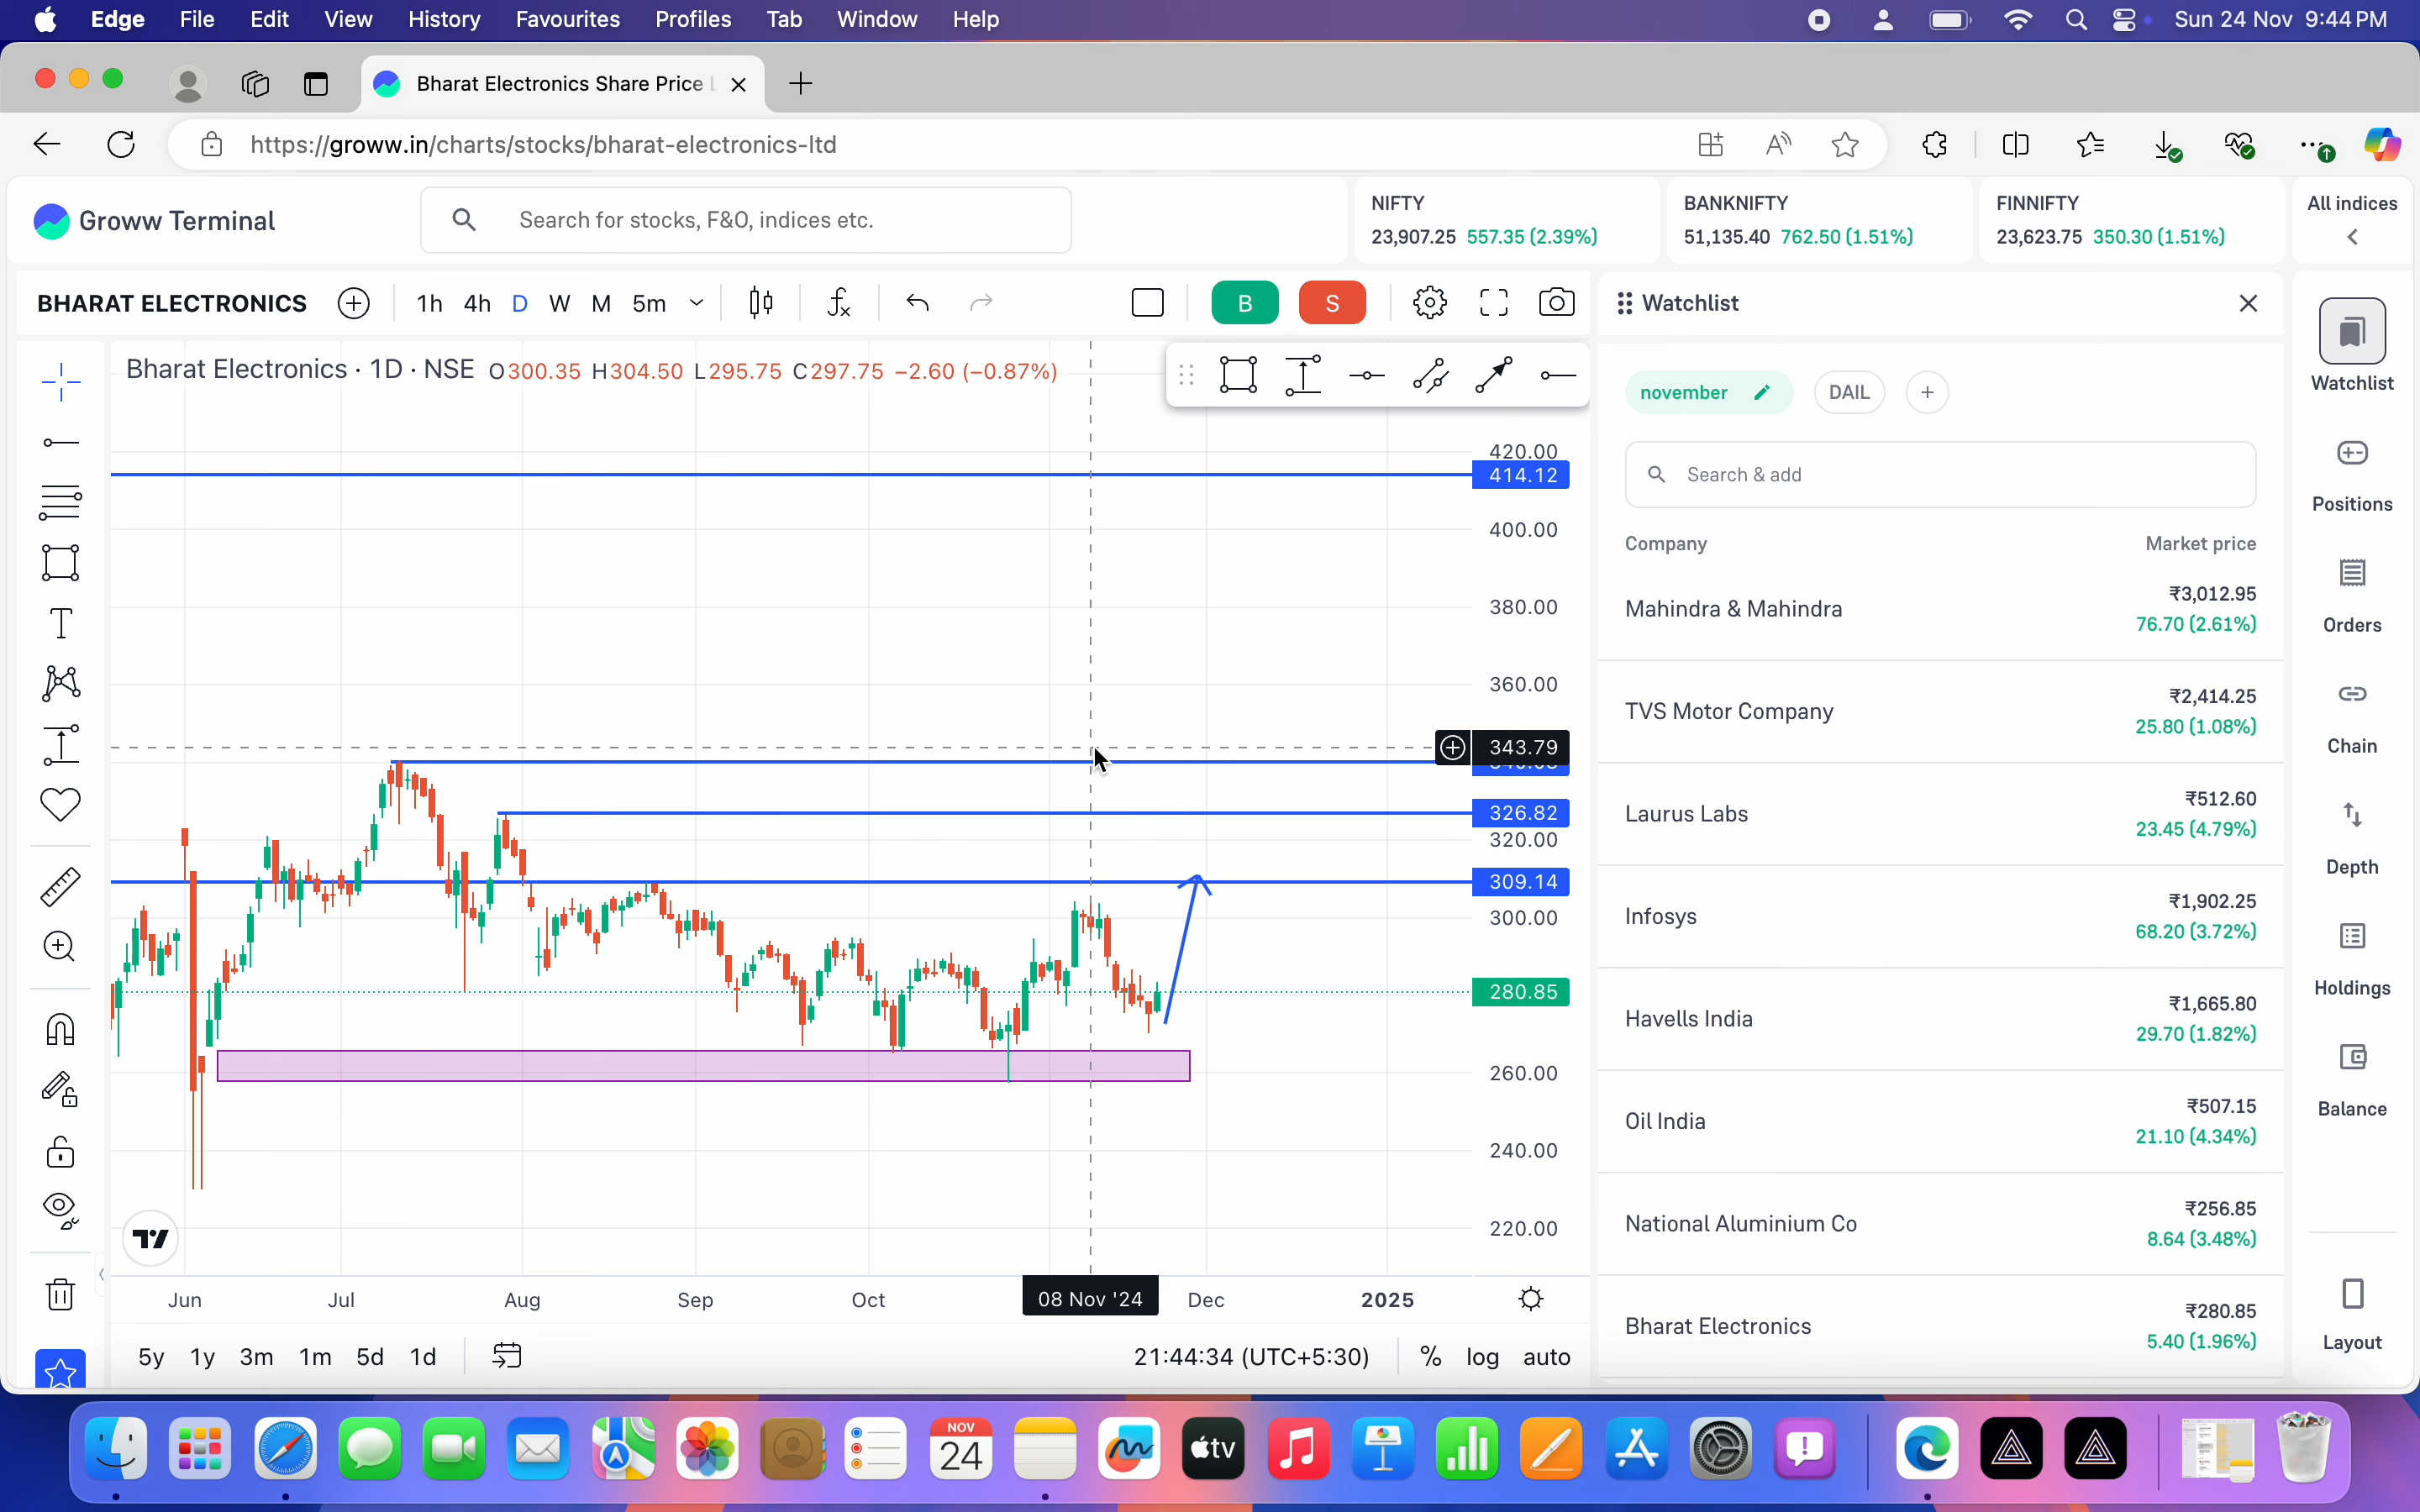 Edge File Edit View History Favourites Profiles Tab Window Help Sun 24 Nov 9:44 PM
Bharat Electronics Share Price
https://groww.in/charts/stocks/bharat-electronics-ltd
Groww Terminal
Search for stocks, F&O, indices etc.
NIFTY
23,907.25 557.35 (2.39%)
BANKNIFTY
51,135.40 762.50 (1.51%)
FINNIFTY
23,623.75 350.30 (1.51%)
All indices
BHARAT ELECTRONICS 1h 4h D W M 5m B S
Bharat Electronics · 1D · NSE O300.35 H304.50 L295.75 C297.75 −2.60 (−0.87%)
420.00
414.12
400.00
380.00
360.00
343.79
326.82
320.00
309.14
300.00
280.85
260.00
240.00
220.00
Jun Jul Aug Sep Oct 08 Nov '24 Dec 2025
5y 1y 3m 1m 5d 1d 21:44:34 (UTC+5:30) % log auto
Watchlist
november DAIL +
Search & add
Company Market price
Mahindra & Mahindra
₹3,012.95
76.70 (2.61%)
TVS Motor Company
₹2,414.25
25.80 (1.08%)
Laurus Labs
₹512.60
23.45 (4.79%)
Infosys
₹1,902.25
68.20 (3.72%)
Havells India
₹1,665.80
29.70 (1.82%)
Oil India
₹507.15
21.10 (4.34%)
National Aluminium Co
₹256.85
8.64 (3.48%)
Bharat Electronics
₹280.85
5.40 (1.96%)
Watchlist
Positions
Orders
Chain
Depth
Holdings
Balance
Layout
NOV
24
tv